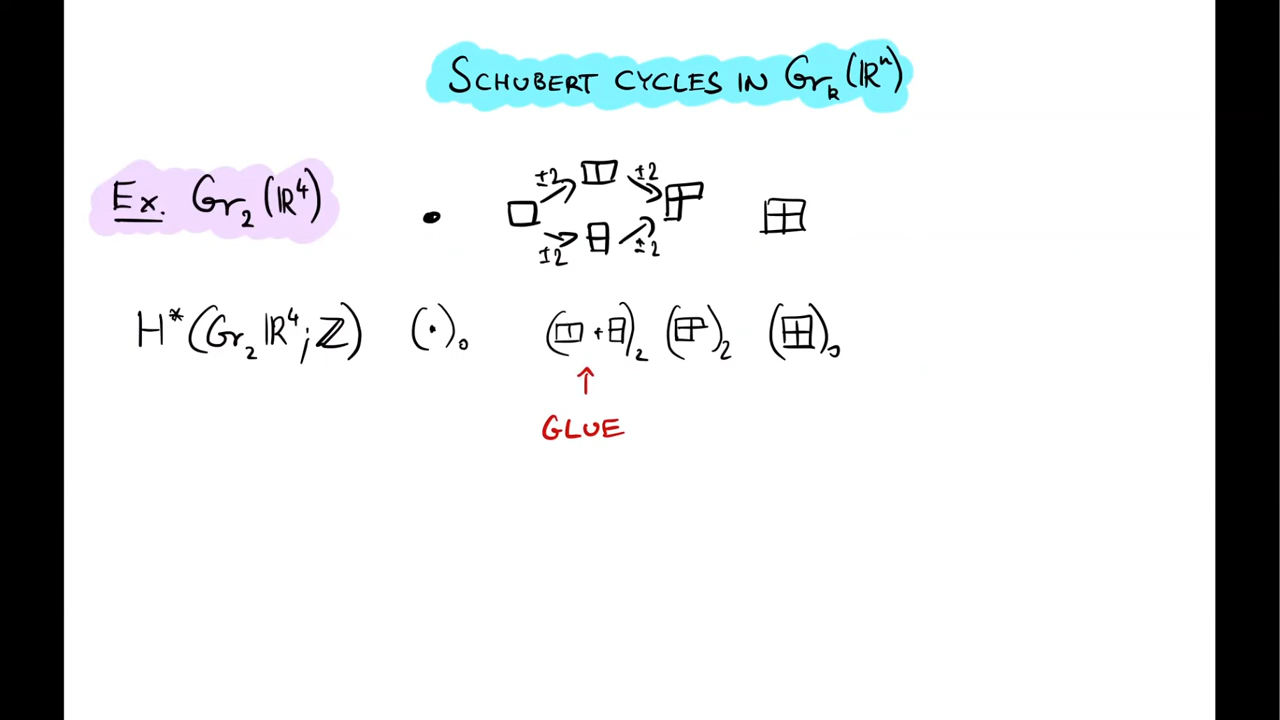 SCHUBERT CYCLES IN Gr_k(ℝ^n)
Ex. Gr_2(ℝ^4)
±2 ±2
±2 ±2
H*(Gr_2 ℝ^4; ℤ) (·)_0 (□□ + □□)_2 (⊞)_2 (⊞)_0
GLUE